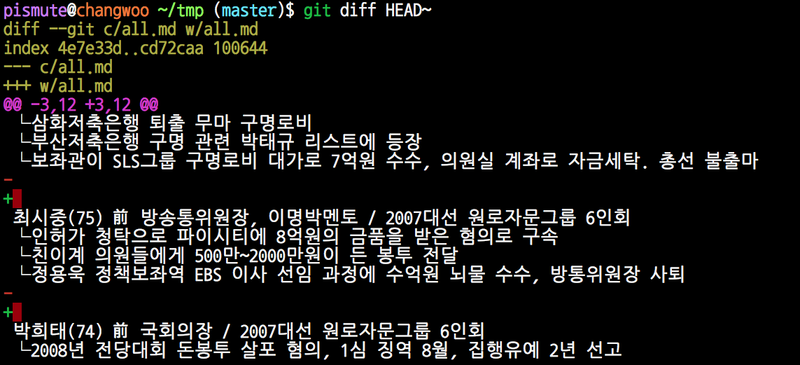 pismute@changwoo ~/tmp (master)$ git diff HEAD~
diff --git c/all.md w/all.md
index 4e7e33d..cd72caa 100644
--- c/all.md
+++ w/all.md
@@ -3,12 +3,12 @@
└삼화저축은행 퇴출 무마 구명로비
└부산저축은행 구명 관련 박태규 리스트에 등장
└보좌관이 SLS그룹 구명로비 대가로 7억원 수수, 의원실 계좌로 자금세탁. 총선 불출마
-
+
최시중(75) 前 방송통위원장, 이명박멘토 / 2007대선 원로자문그룹 6인회
└인허가 청탁으로 파이시티에 8억원의 금품을 받은 혐의로 구속
└친이계 의원들에게 500만~2000만원이 든 봉투 전달
└정용욱 정책보좌역 EBS 이사 선임 과정에 수억원 뇌물 수수, 방통위원장 사퇴
-
+
박희태(74) 前 국회의장 / 2007대선 원로자문그룹 6인회
└2008년 전당대회 돈봉투 살포 혐의, 1심 징역 8월, 집행유예 2년 선고